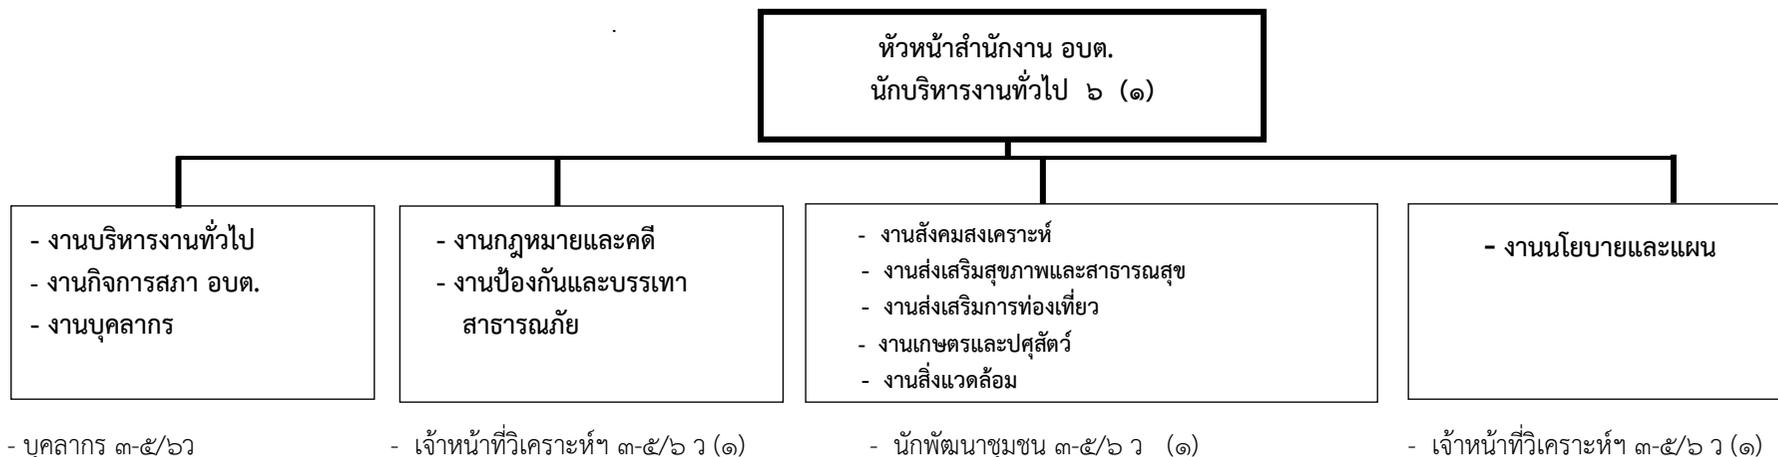 หัวหน้าสำนักงาน อบต.
นักบริหารงานทั่วไป ๖ (๑)
- งานบริหารงานทั่วไป
- งานกิจการสภา อบต.
- งานบุคลากร
- งานกฎหมายและคดี
- งานป้องกันและบรรเทา
สาธารณภัย
- งานสังคมสงเคราะห์
- งานส่งเสริมสุขภาพและสาธารณสุข
- งานส่งเสริมการท่องเที่ยว
- งานเกษตรและปศุสัตว์
- งานสิ่งแวดล้อม
- งานนโยบายและแผน
- บุคลากร ๓-๕/๖ว
- เจ้าหน้าที่วิเคราะห์ฯ ๓-๕/๖ ว (๑)
- นักพัฒนาชุมชน ๓-๕/๖ ว (๑)
- เจ้าหน้าที่วิเคราะห์ฯ ๓-๕/๖ ว (๑)